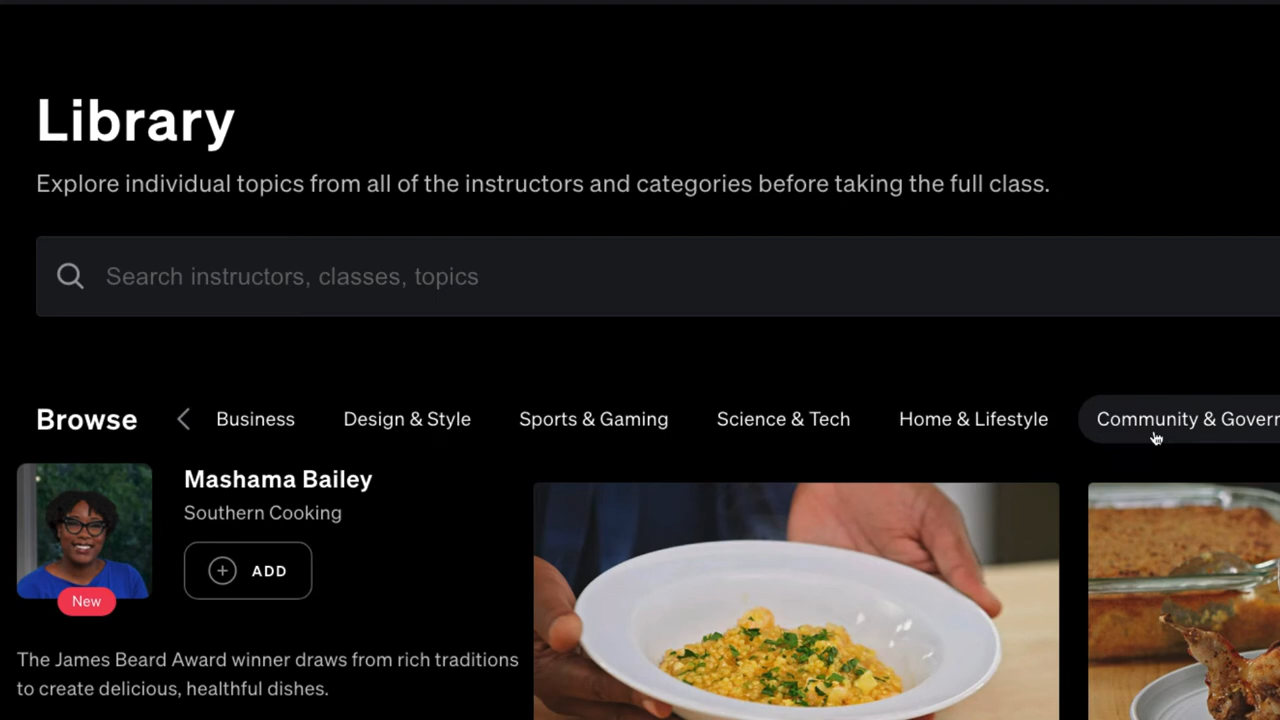 Library
Explore individual topics from all of the instructors and categories before taking the full class.
Search instructors, classes, topics
Browse Business Design & Style Sports & Gaming Science & Tech Home & Lifestyle Community &
Mashama Bailey
Southern Cooking
ADD
New
The James Beard Award winner draws from rich traditions
to create delicious, healthful dishes.